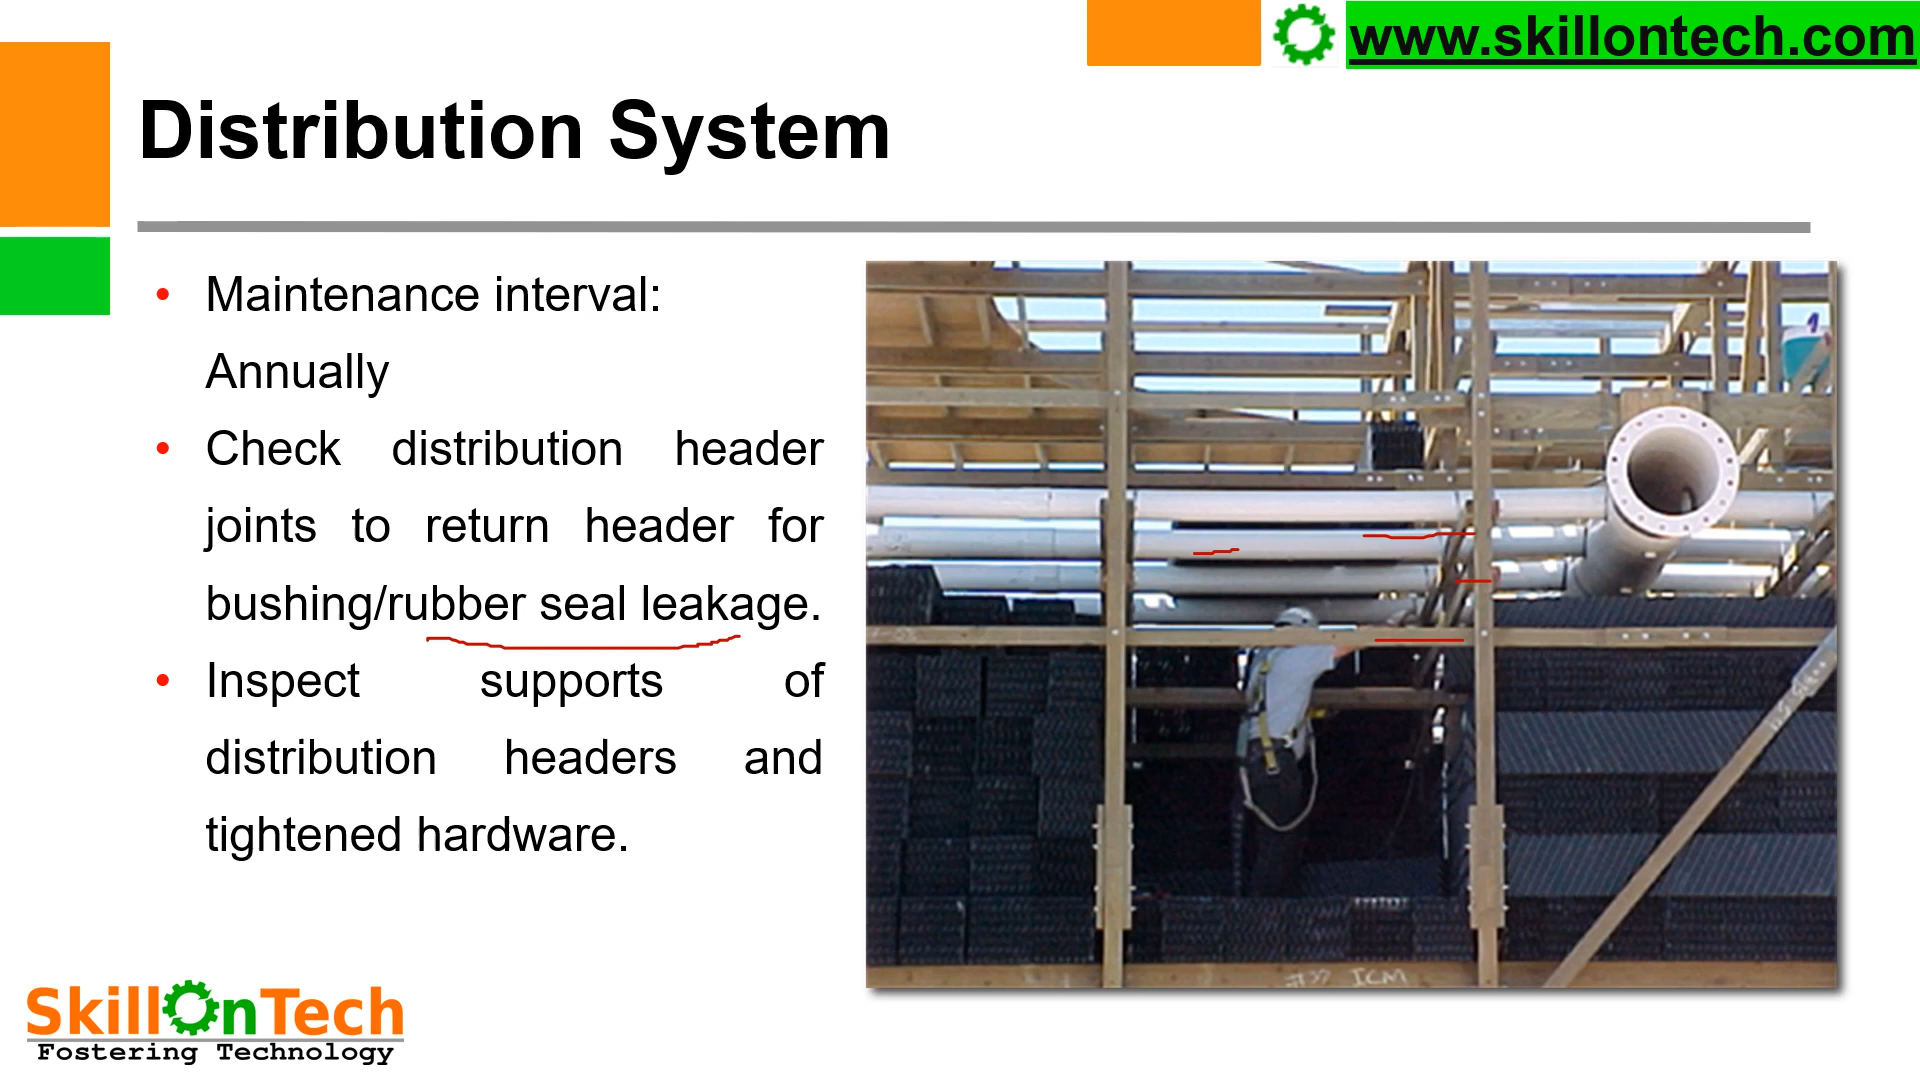 www.skillontech.com
Distribution System
• Maintenance interval:
Annually
• Check distribution header
joints to return header for
bushing/rubber seal leakage.
• Inspect supports of
distribution headers and
tightened hardware.
ICM
SkillOnTech
Fostering Technology